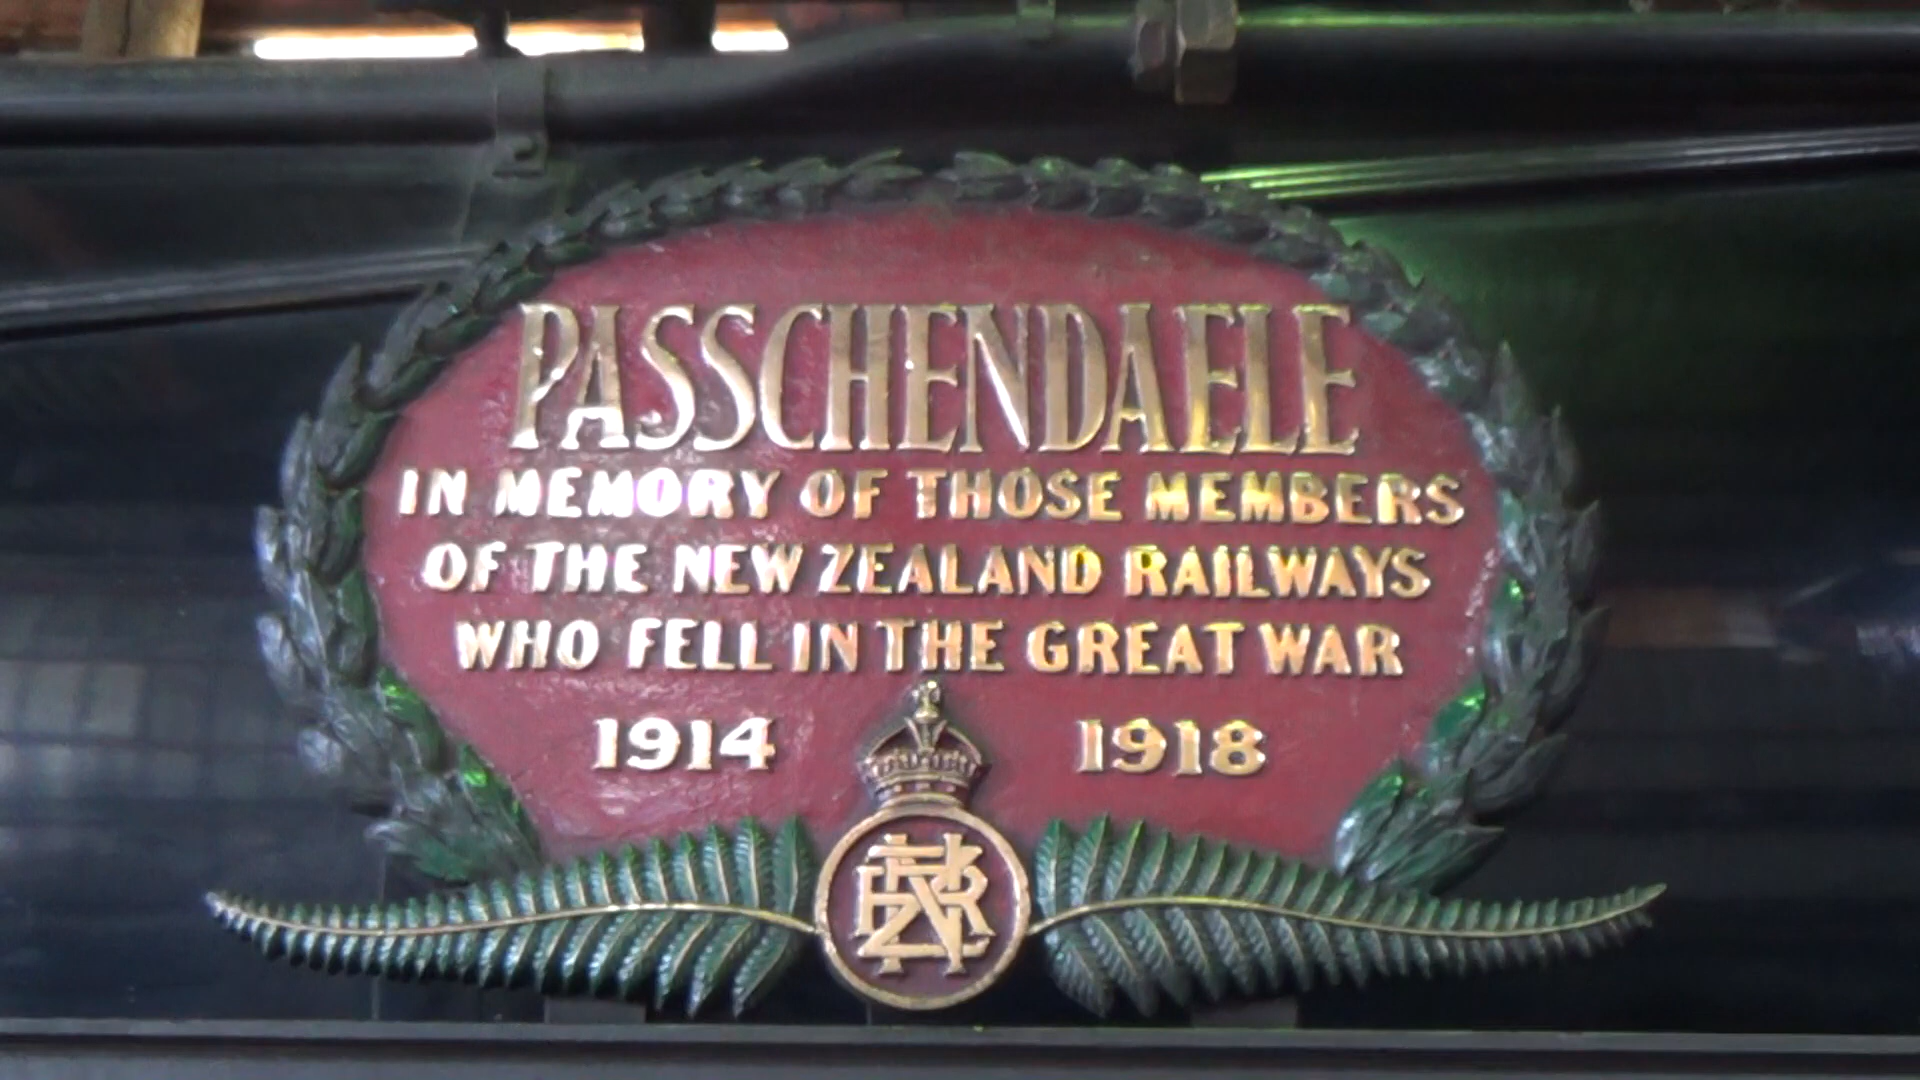 PASSCHENDAELE
IN MEMORY OF THOSE MEMBERS
OF THE NEW ZEALAND RAILWAYS
WHO FELL IN THE GREAT WAR
1914 1918
NZR